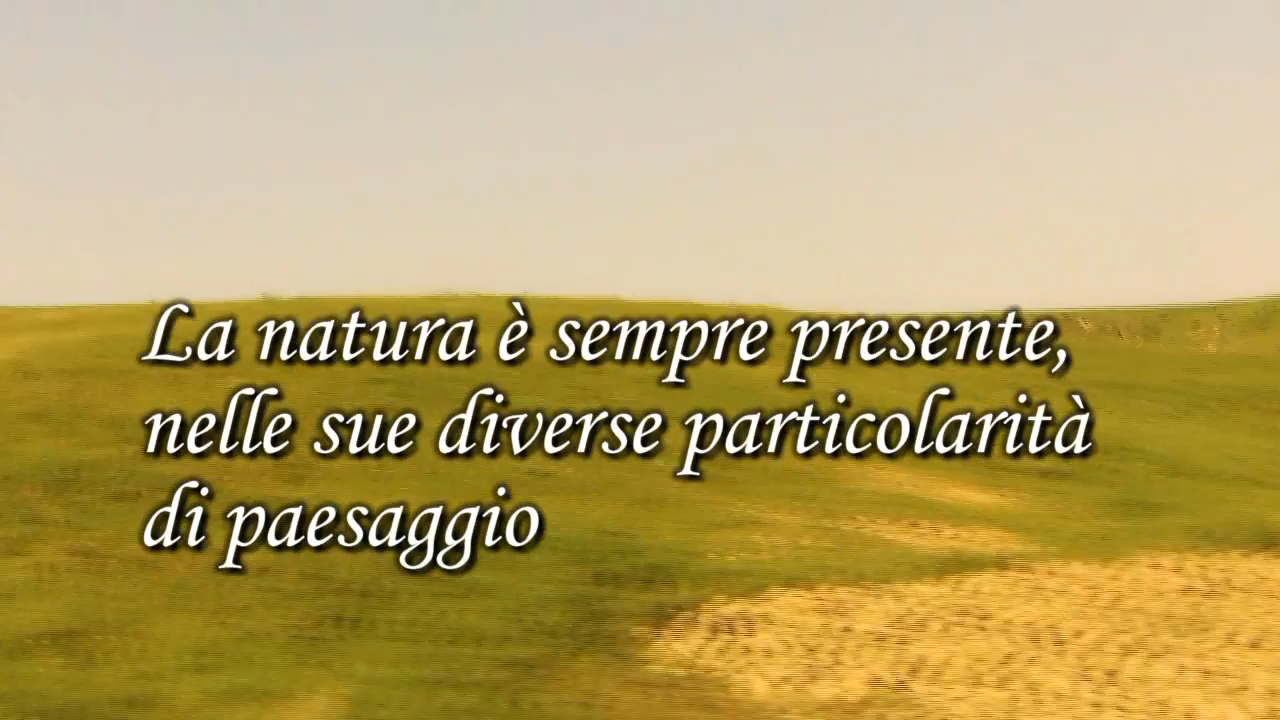 La natura è sempre presente,
nelle sue diverse particolarità
di paesaggio